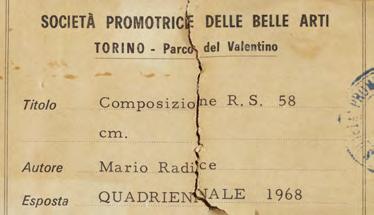 SOCIETÀ PROMOTRICE DELLE BELLE ARTI
TORINO - Parco del Valentino
Titolo Composizione R. S. 58
cm.
Autore Mario Radice
Esposta QUADRIENNALE 1968